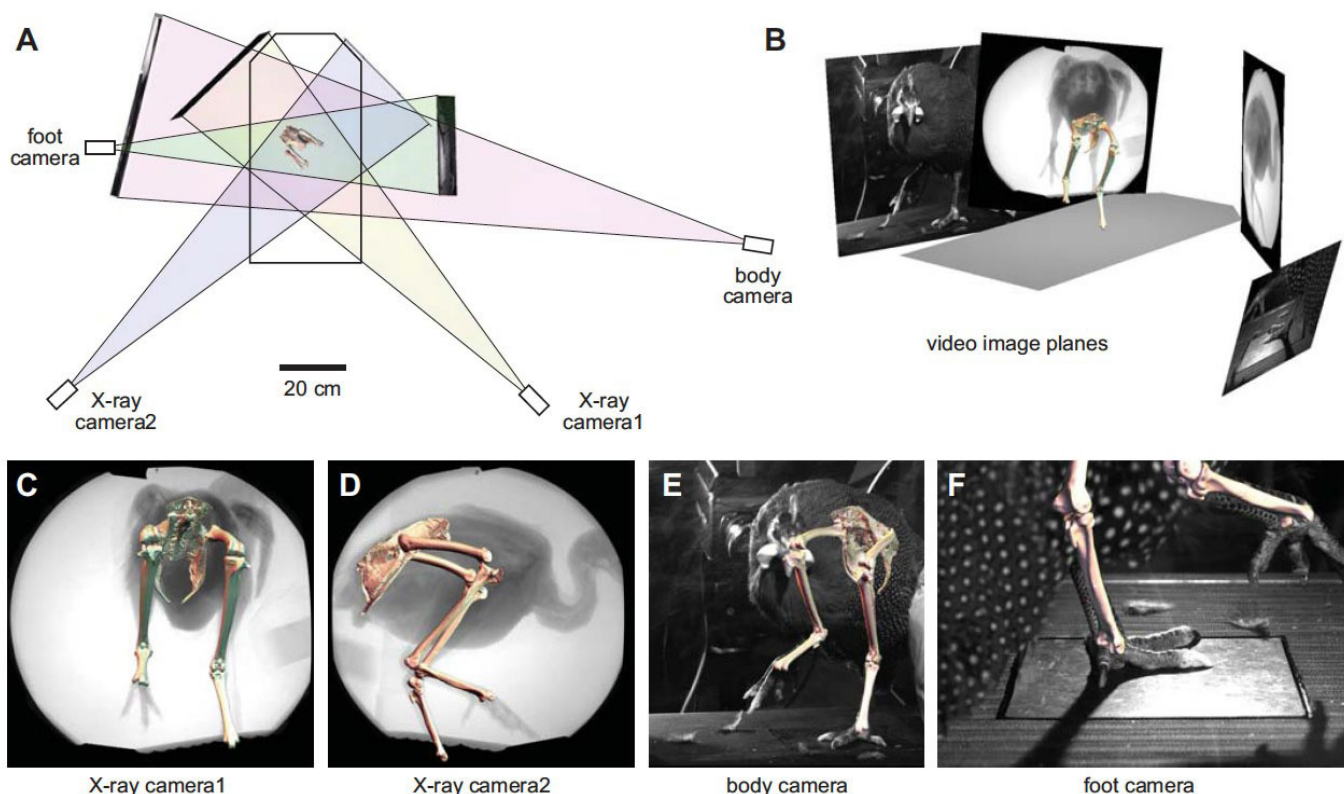 A
B
foot
camera
body
camera
video image planes
20 cm
X-ray
camera2
X-ray
camera1
C
D
E
F
X-ray camera1
X-ray camera2
body camera
foot camera